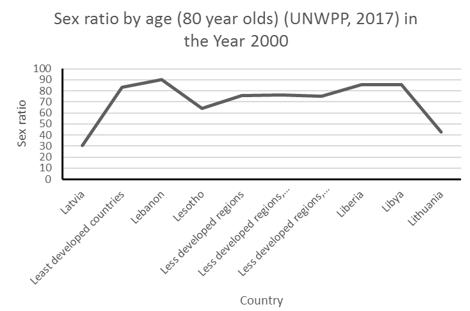 Sex ratio by age (80 year olds) (UNWPP, 2017) in
the Year 2000
Sex ratio
100
90
80
70
60
50
40
30
20
10
0
Latvia
Least developed countries
Lebanon
Lesotho
Less developed regions
Less developed regions,...
Less developed regions,...
Liberia
Libya
Lithuania
Country